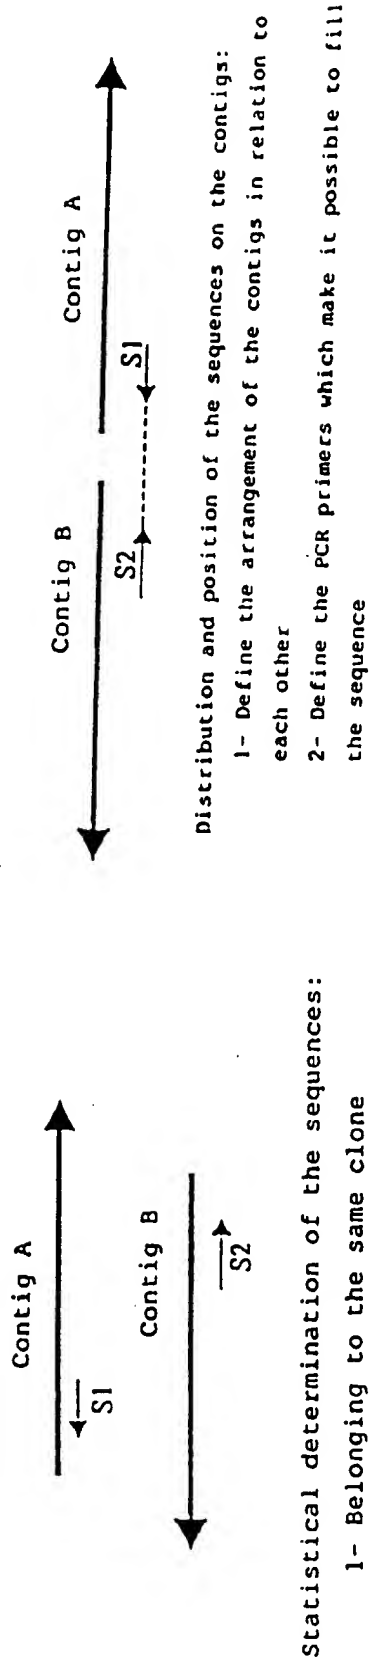 Contig A
S1
Contig B
S2
Statistical determination of the sequences:
1- Belonging to the same clone
Contig B
Contig A
S2
S1
Distribution and position of the sequences on the contigs:
1- Define the arrangement of the contigs in relation to
each other
2- Define the PCR primers which make it possible to fill
the sequence